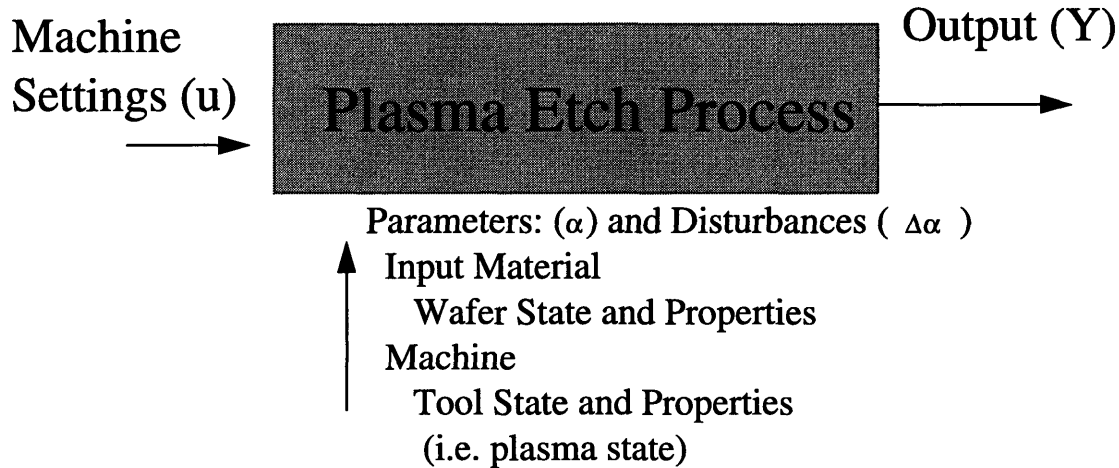 Machine
Settings (u)
Plasma Etch Process
Output (Y)
Parameters: (α) and Disturbances ( Δα )
Input Material
Wafer State and Properties
Machine
Tool State and Properties
(i.e. plasma state)